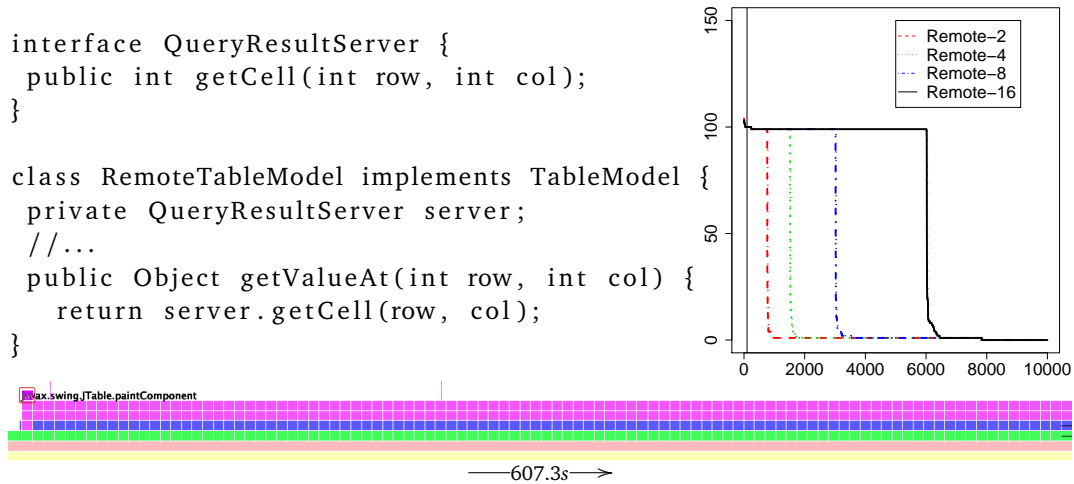 interface QueryResultServer {
public int getCell(int row, int col);
}
class RemoteTableModel implements TableModel {
private QueryResultServer server;
//...
public Object getValueAt(int row, int col) {
return server.getCell(row, col);
}
150
100
50
0
Remote-2
Remote-4
Remote-8
Remote-16
0 2000 4000 6000 8000 10000
ax.swing.JTable.paintComponent
607.3s